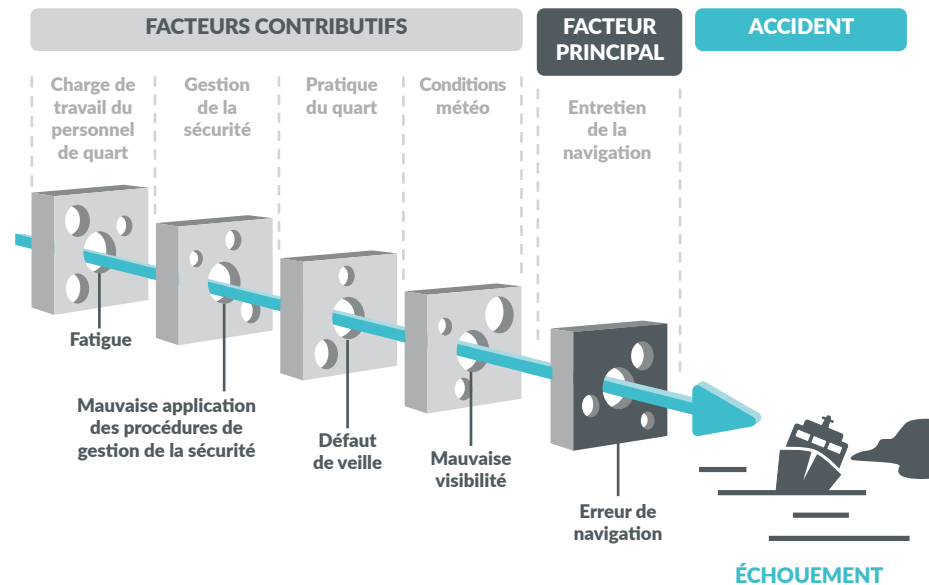 FACTEURS CONTRIBUTIFS
FACTEUR
PRINCIPAL
ACCIDENT
Charge de
travail du
personnel
de quart
Gestion
de la
sécurité
Pratique
du quart
Conditions
météo
Entretien
de la
navigation
Fatigue
Mauvaise application
des procédures de
gestion de la sécurité
Défaut
de veille
Mauvaise
visibilité
Erreur de
navigation
ÉCHOUEMENT